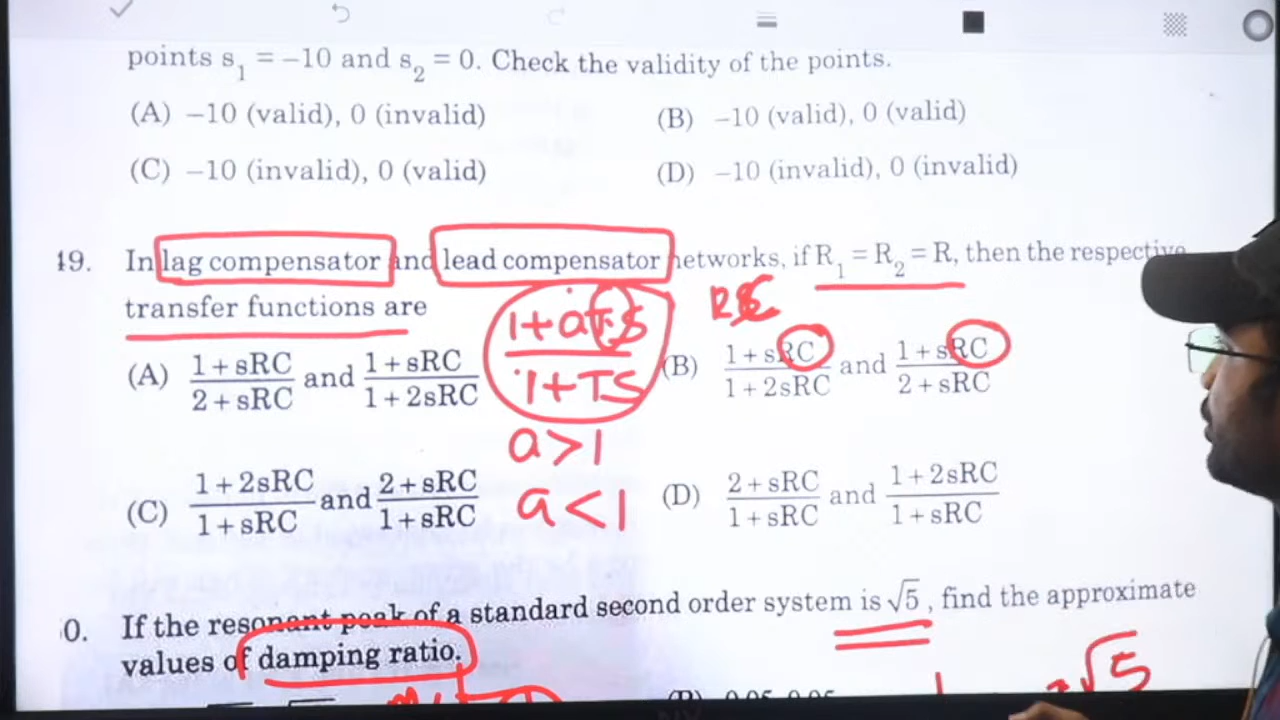 points s₁ = −10 and s₂ = 0. Check the validity of the points.
(A) −10 (valid), 0 (invalid) (B) −10 (valid), 0 (valid)
(C) −10 (invalid), 0 (valid) (D) −10 (invalid), 0 (invalid)
49. In lag compensator and lead compensator networks, if R₁ = R₂ = R, then the respective
transfer functions are
1+aTS
/
1+TS
(A) (1+sRC)/(2+sRC) and (1+sRC)/(1+2sRC) (B) (1+sRC)/(1+2sRC) and (1+sRC)/(2+sRC)
a>1
a<1
(C) (1+2sRC)/(1+sRC) and (2+sRC)/(1+sRC) (D) (2+sRC)/(1+sRC) and (1+2sRC)/(1+sRC)
0. If the resonant peak of a standard second order system is √5, find the approximate
values of damping ratio.
√5